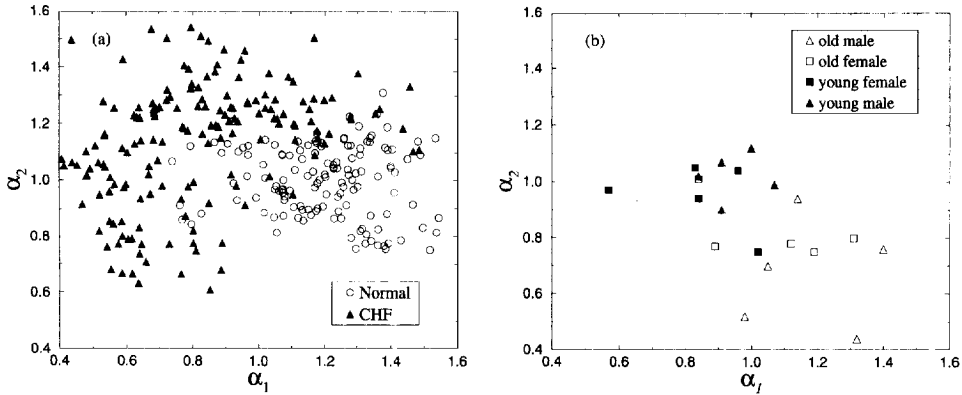 (a)
1.6
1.4
1.2
1.0
0.8
0.6
0.4
α2
Normal
CHF
0.4 0.6 0.8 1.0 1.2 1.4 1.6
α1
(b)
1.6
1.4
1.2
1.0
0.8
0.6
0.4
α2
old male
old female
young female
young male
0.4 0.6 0.8 1.0 1.2 1.4 1.6
α1